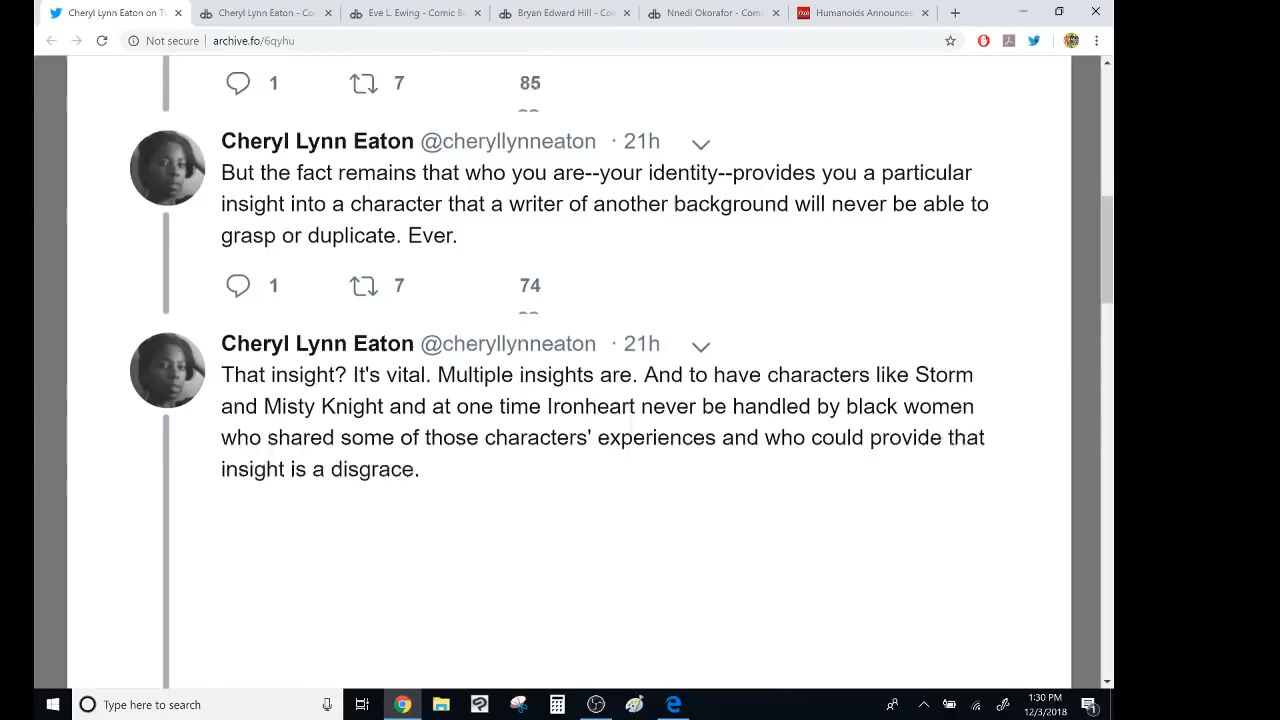 Cheryl Lynn Eaton on Tw
Cheryl Lynn Eaton - Co
Eve L. Ewing - Comic B
Bryan Edward Hill - Con
Nnedi Okorafor - Com
Humanoids Announces
Not secure
archive.fo/6qyhu
1
7
85
Cheryl Lynn Eaton @cheryllynneaton · 21h
But the fact remains that who you are--your identity--provides you a particular
insight into a character that a writer of another background will never be able to
grasp or duplicate. Ever.
1
7
74
Cheryl Lynn Eaton @cheryllynneaton · 21h
That insight? It's vital. Multiple insights are. And to have characters like Storm
and Misty Knight and at one time Ironheart never be handled by black women
who shared some of those characters' experiences and who could provide that
insight is a disgrace.
Type here to search
1:30 PM
12/3/2018
1